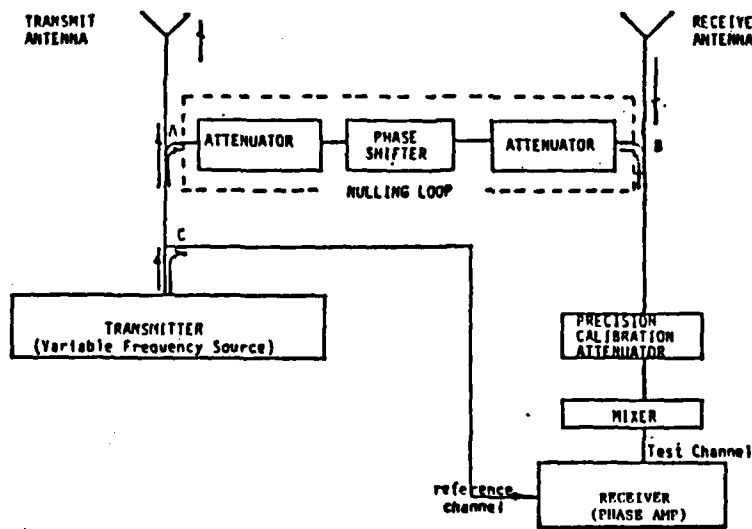 TRANSMIT
ANTENNA
RECEIVE
ANTENNA
A
ATTENUATOR
PHASE
SHIFTER
ATTENUATOR
B
NULLING LOOP
C
TRANSMITTER
(Variable Frequency Source)
PRECISION
CALIBRATION
ATTENUATOR
MIXER
Test Channel
reference
channel
RECEIVER
(PHASE AMP)